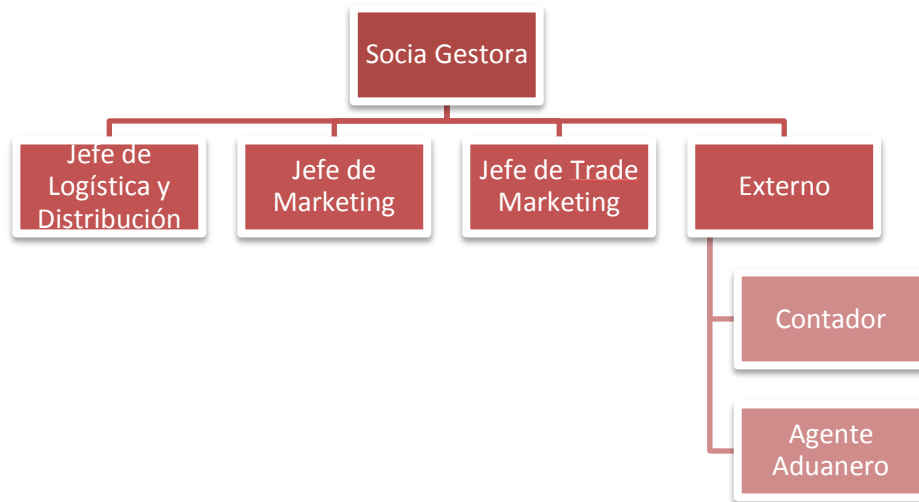 Socia Gestora
Jefe de
Logística y
Distribución
Jefe de
Marketing
Jefe de Trade
Marketing
Externo
Contador
Agente
Aduanero